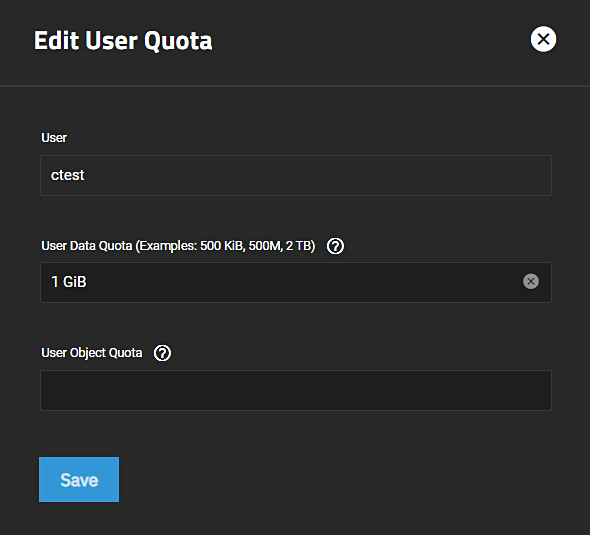 Edit User Quota
User
ctest
User Data Quota (Examples: 500 KiB, 500M, 2 TB)
1 GiB
User Object Quota
Save